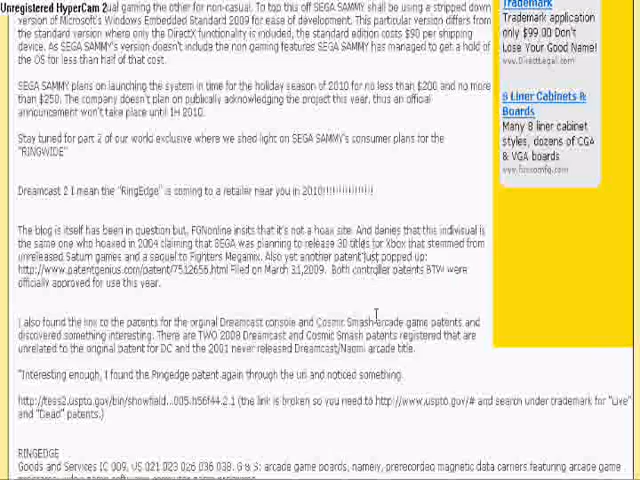 Unregistered HyperCam 2
ual gaming the other for non-casual. To top this off SEGA SAMMY shall be using a stripped down
version of Microsoft's Windows Embedded Standard 2009 for ease of development. This particular version differs from
the standard version where only the DirectX functionality is included, the standard edition costs $90 per shipping
device. As SEGA SAMMY's version doesn't include the non gaming features SEGA SAMMY has managed to get a hold of
the OS for less than half of that cost.
SEGA SAMMY plans on launching the system in time for the holiday season of 2010 for no less than $200 and no more
than $250. The company doesn't plan on publically acknowledging the project this year, thus an official
announcement won't take place until 1H 2010.
Stay tuned for part 2 of our world exclusive where we shed light on SEGA SAMMY's consumer plans for the
"RINGWIDE"
Dreamcast 2 I mean the "RingEdge" is coming to a retailer near you in 2010!!!!!!!!!!!!!!!!!!
The blog is itself has been in question but, FGNonline insits that it's not a hoax site. And denies that this indivisual is
the same one who hoaxed in 2004 claiming that SEGA was planning to release 30 titles for Xbox that stemmed from
unreleased Saturn games and a sequel to Fighters Megamix. Also yet another patent just popped up:
http://www.patentgenius.com/patent/7512656.html Filed on March 31,2009. Both controller patents BTW were
officially approved for use this year.
I also found the link to the patents for the orginal Dreamcast console and Cosmic Smash arcade game patents and
discovered something interesting. There are TWO 2008 Dreamcast and Cosmic Smash patents registered that are
unrelated to the original patent for DC and the 2001 never released Dreamcast/Naomi arcade title.
"Interesting enough, I found the Ringedge patent again through the uri and noticed something.
http://tess2.uspto.gov/bin/showfield...005.h56f44.2.1 (the link is broken so you need to http://www.uspto.gov/# and search under trademark for "Live"
and "Dead" patents.)
RINGEDGE
Goods and Services IC 009. US 021 023 026 036 038. G & S: arcade game boards, namely, prerecorded magnetic data carriers featuring arcade game
Trademark
Trademark application
only $99.00 Don't
Lose Your Good Name!
www.DirectLegal.com
8 Liner Cabinets &
Boards
Many 8 liner cabinet
styles, dozens of CGA
& VGA boards